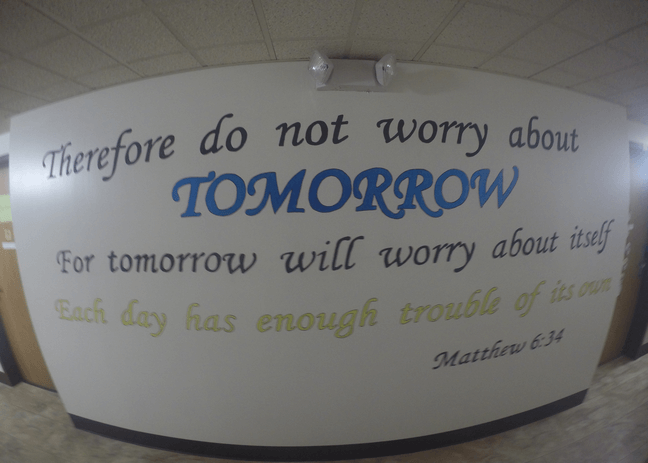 Therefore do not worry about
TOMORROW
For tomorrow will worry about itself
Each day has enough trouble of its own
Matthew 6:34